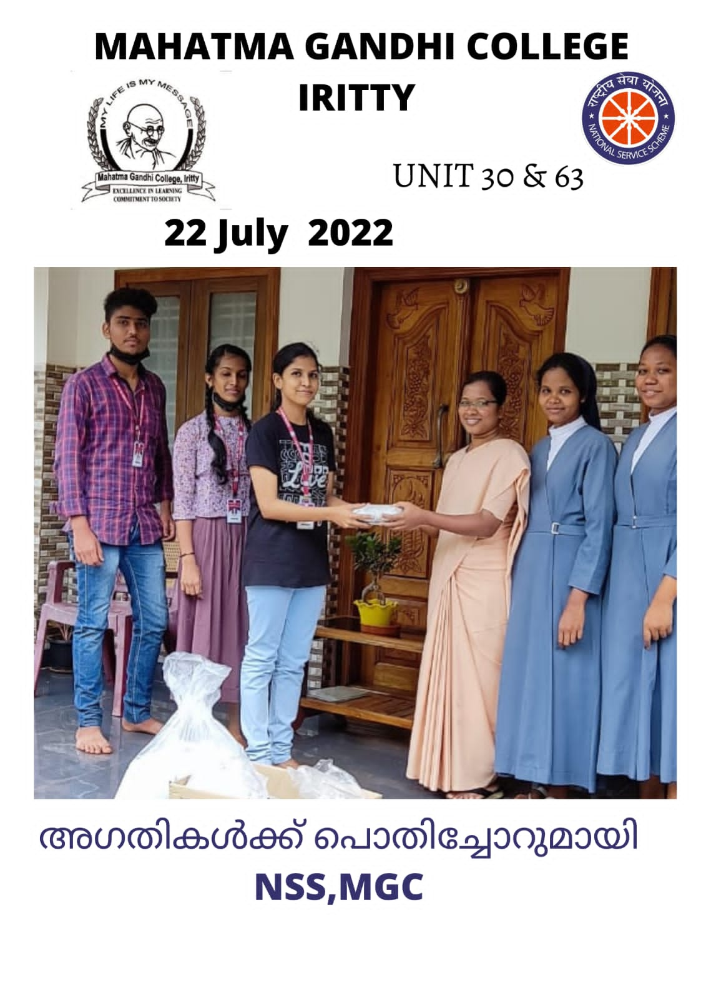 MAHATMA GANDHI COLLEGE
IRITTY
MY LIFE IS MY MESSAGE
Mahatma Gandhi College, Iritty
EXCELLENCE IN LEARNING
COMMITMENT TO SOCIETY
राष्ट्रीय सेवा योजना
NATIONAL SERVICE SCHEME
UNIT 30 & 63
22 July 2022
Love
അഗതികൾക്ക് പൊതിച്ചോറുമായി
NSS,MGC